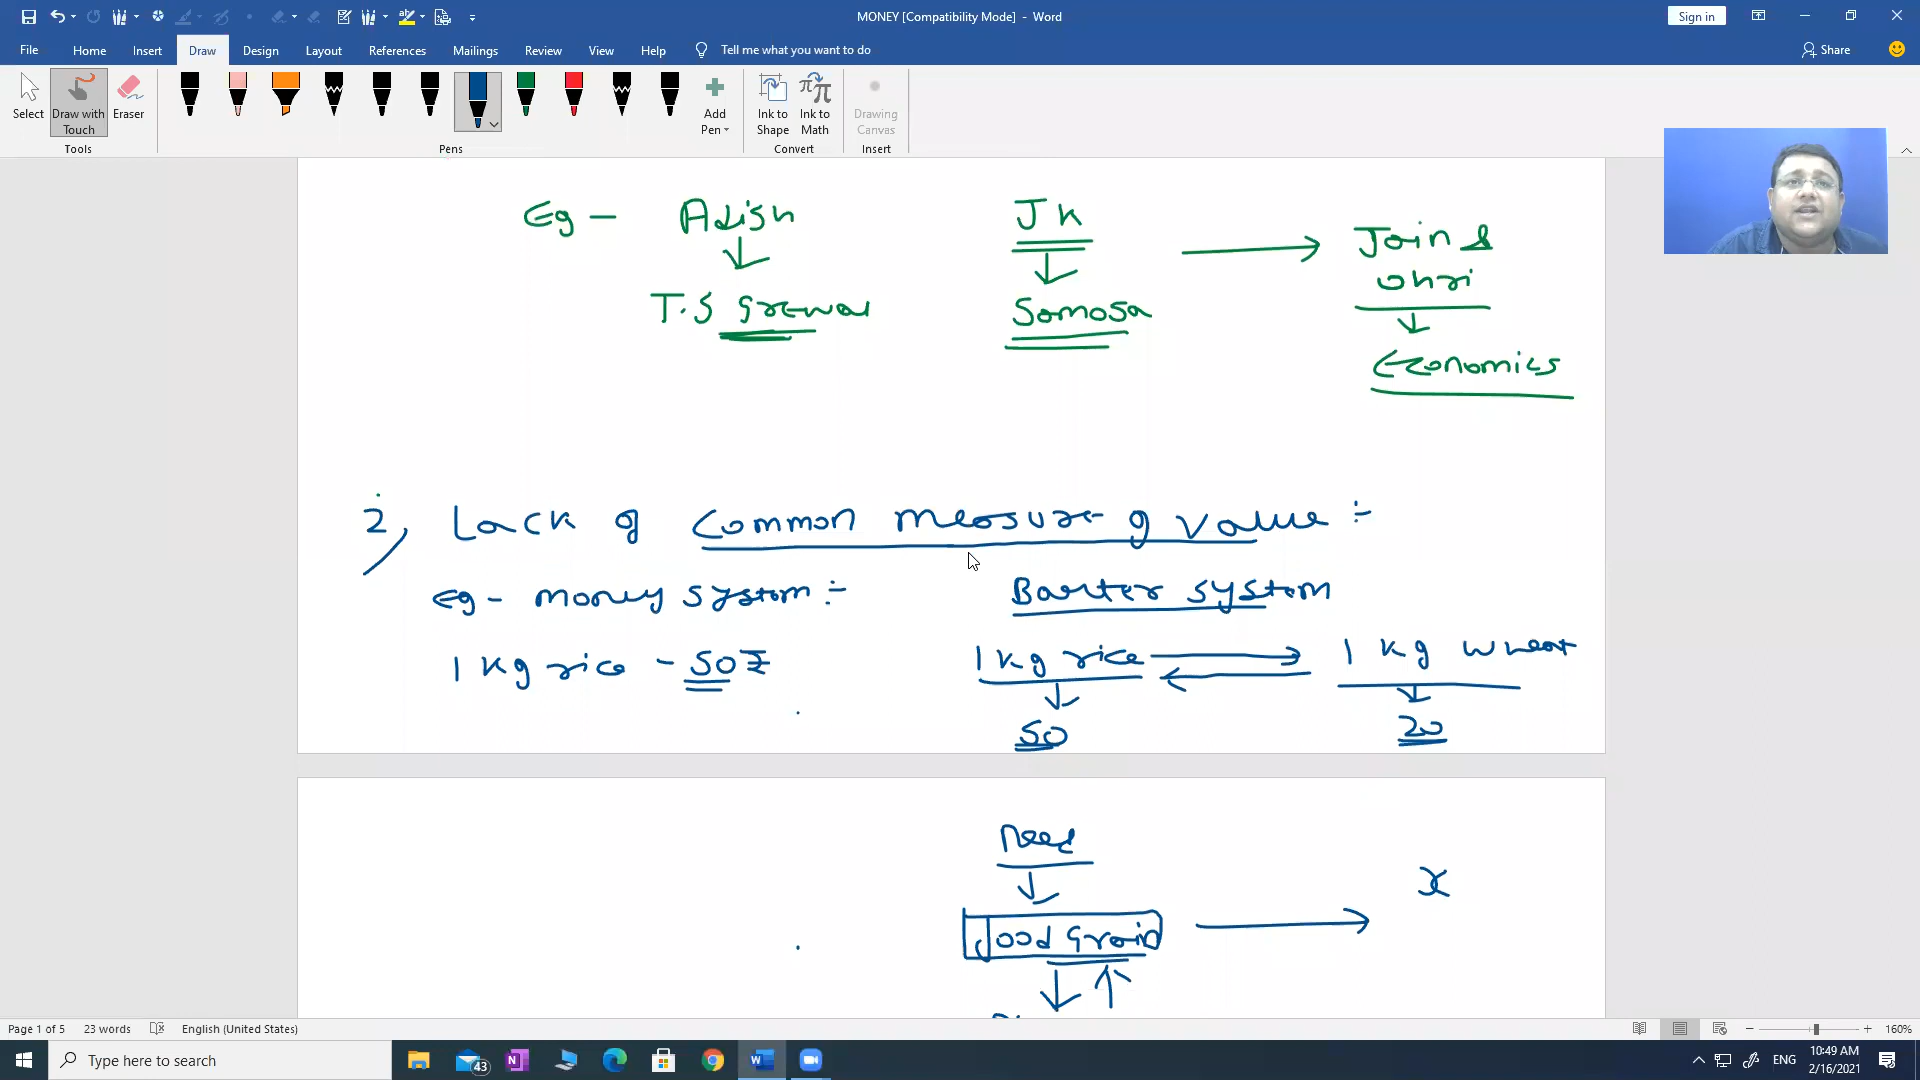 MONEY [Compatibility Mode] - Word
Sign in
File Home Insert Draw Design Layout References Mailings Review View Help Tell me what you want to do
Share
Select Draw with Touch Eraser Add Pen Ink to Shape Ink to Math Drawing Canvas
Tools Pens Convert Insert
Eg - Adish JK Join &
ohri
T.S Grewal Samosa
Economics
2, Lack of Common measure of value :-
Eg - money system :- Barter system
1 Kg rice - 50 ₹ 1 kg rice 1 kg wheat
50 20
Need
x
food Grain
Page 1 of 5 23 words English (United States) 160%
Type here to search 43 ENG 10:49 AM
2/16/2021